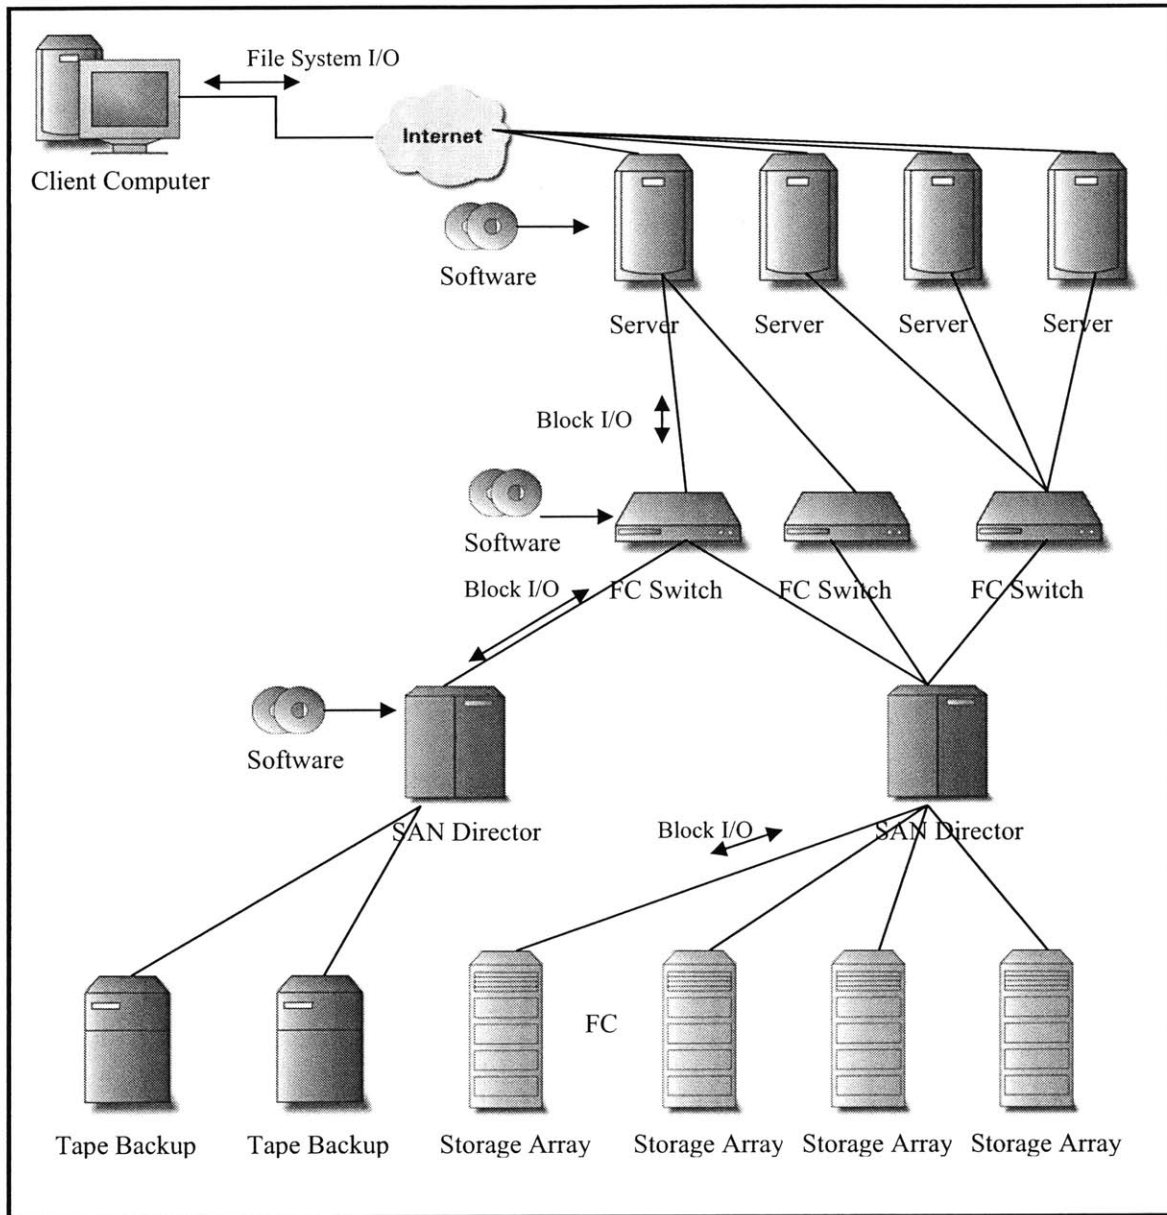 File System I/O
Internet
Client Computer
Software
Server
Server
Server
Server
Block I/O
Software
Block I/O
FC Switch
FC Switch
FC Switch
Software
SAN Director
Block I/O
SAN Director
FC
Tape Backup
Tape Backup
Storage Array
Storage Array
Storage Array
Storage Array